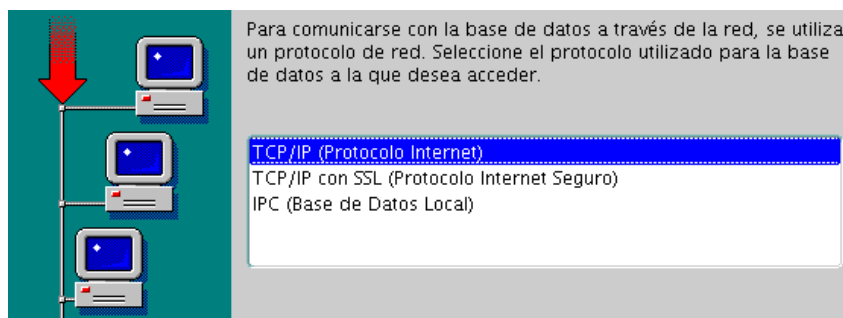 Para comunicarse con la base de datos a través de la red, se utiliza
un protocolo de red. Seleccione el protocolo utilizado para la base
de datos a la que desea acceder.
TCP/IP (Protocolo Internet)
TCP/IP con SSL (Protocolo Internet Seguro)
IPC (Base de Datos Local)